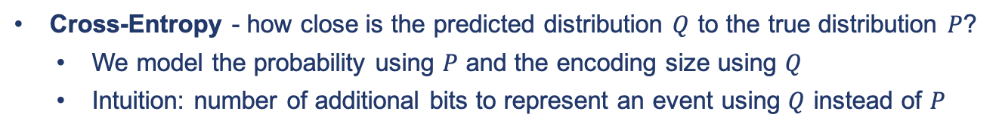 • Cross-Entropy - how close is the predicted distribution Q to the true distribution P?
• We model the probability using P and the encoding size using Q
• Intuition: number of additional bits to represent an event using Q instead of P